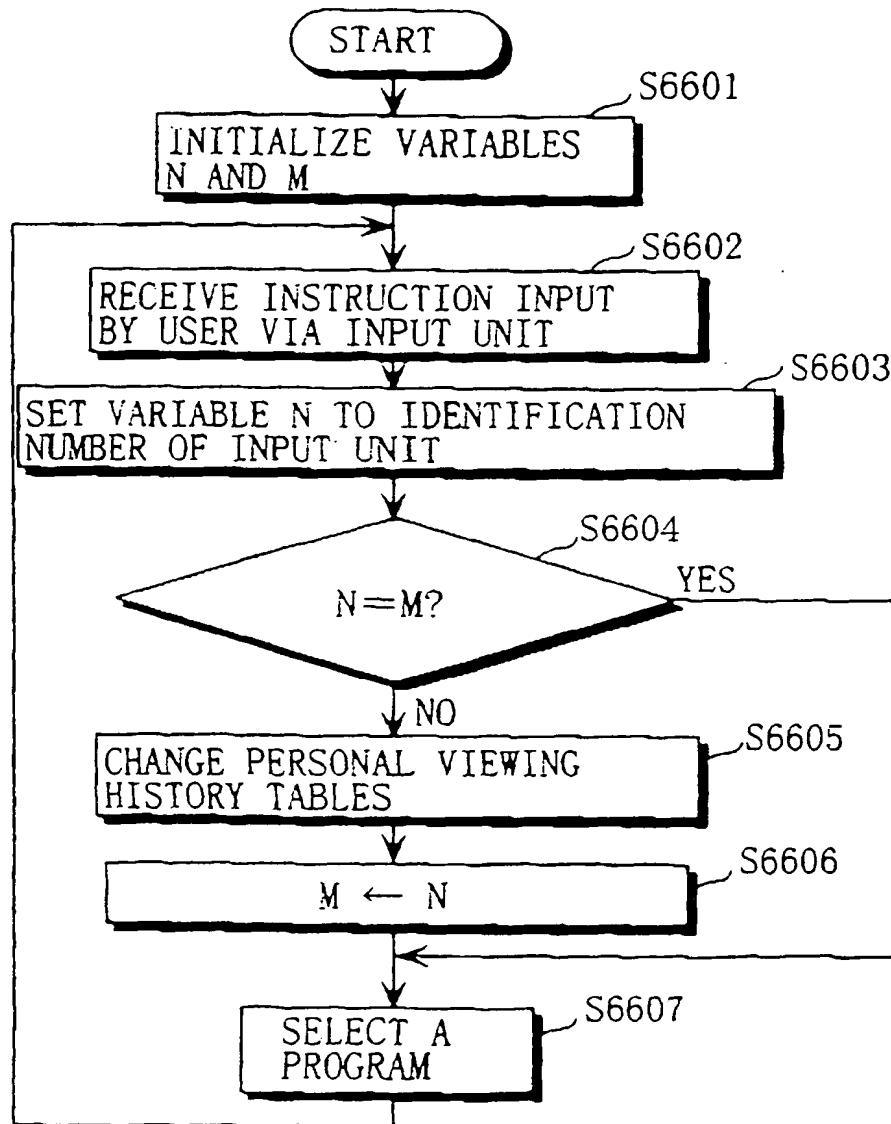 START
S6601
INITIALIZE VARIABLES
N AND M
S6602
RECEIVE INSTRUCTION INPUT
BY USER VIA INPUT UNIT
S6603
SET VARIABLE N TO IDENTIFICATION
NUMBER OF INPUT UNIT
S6604
N=M?
YES
NO
S6605
CHANGE PERSONAL VIEWING
HISTORY TABLES
S6606
M ← N
S6607
SELECT A
PROGRAM